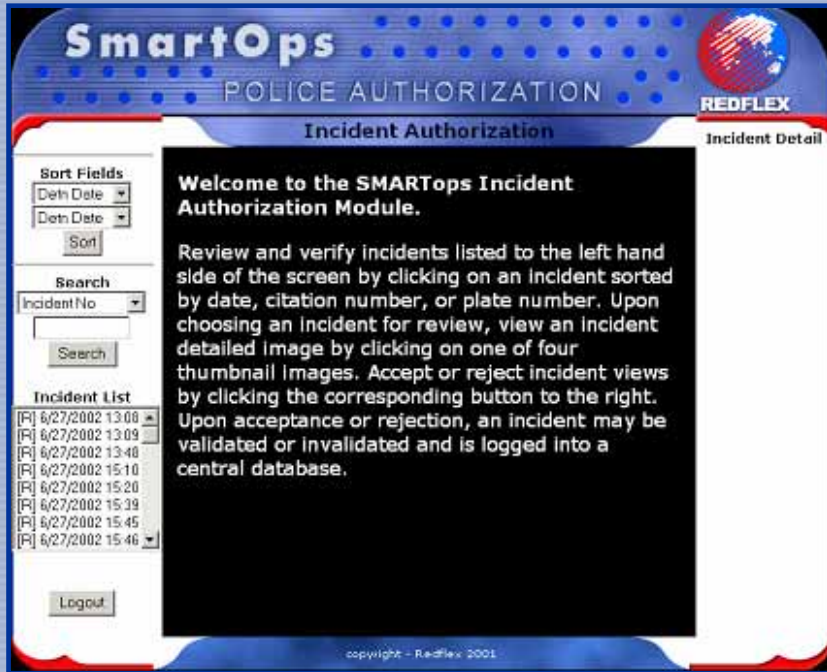 SmartOps
POLICE AUTHORIZATION
REDFLEX
Incident Authorization
Incident Detail
Sort Fields
Detn Date
Detn Date
Sort
Search
Incident No
Search
Incident List
[R] 6/27/2002 13:08
[R] 6/27/2002 13:09
[R] 6/27/2002 13:48
[R] 6/27/2002 15:10
[R] 6/27/2002 15:20
[R] 6/27/2002 15:39
[R] 6/27/2002 15:45
[R] 6/27/2002 15:46
Logout
Welcome to the SMARTops Incident
Authorization Module.
Review and verify incidents listed to the left hand
side of the screen by clicking on an incident sorted
by date, citation number, or plate number. Upon
choosing an incident for review, view an incident
detailed image by clicking on one of four
thumbnail images. Accept or reject incident views
by clicking the corresponding button to the right.
Upon acceptance or rejection, an incident may be
validated or invalidated and is logged into a
central database.
copyright - Redflex 2001